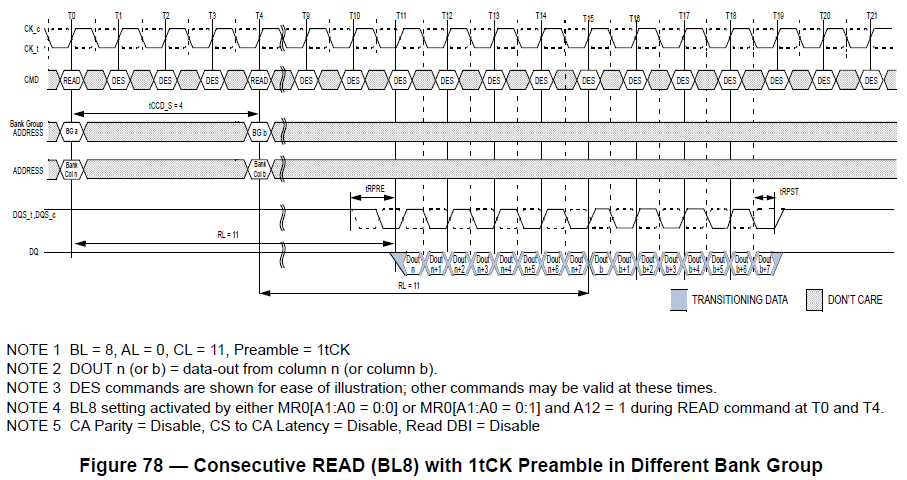 T0 T1 T2 T3 T4 T9 T10 T11 T12 T13 T14 T15 T16 T17 T18 T19 T20 T21
CK_c
CK_t
CMD READ DES DES DES READ DES DES DES DES DES DES DES DES DES DES DES DES DES
tCCD_S = 4
Bank Group
ADDRESS BG a BG b
ADDRESS Bank Col n Bank Col b
tRPRE tRPST
DQS_t ,DQS_c
RL = 11
DQ Dout n Dout n+1 Dout n+2 Dout n+3 Dout n+4 Dout n+5 Dout n+6 Dout n+7 Dout b Dout b+1 Dout b+2 Dout b+3 Dout b+4 Dout b+5 Dout b+6 Dout b+7
RL = 11
TRANSITIONING DATA DON'T CARE
NOTE 1 BL = 8, AL = 0, CL = 11, Preamble = 1tCK
NOTE 2 DOUT n (or b) = data-out from column n (or column b).
NOTE 3 DES commands are shown for ease of illustration; other commands may be valid at these times.
NOTE 4 BL8 setting activated by either MR0[A1:A0 = 0:0] or MR0[A1:A0 = 0:1] and A12 = 1 during READ command at T0 and T4.
NOTE 5 CA Parity = Disable, CS to CA Latency = Disable, Read DBI = Disable
Figure 78 — Consecutive READ (BL8) with 1tCK Preamble in Different Bank Group